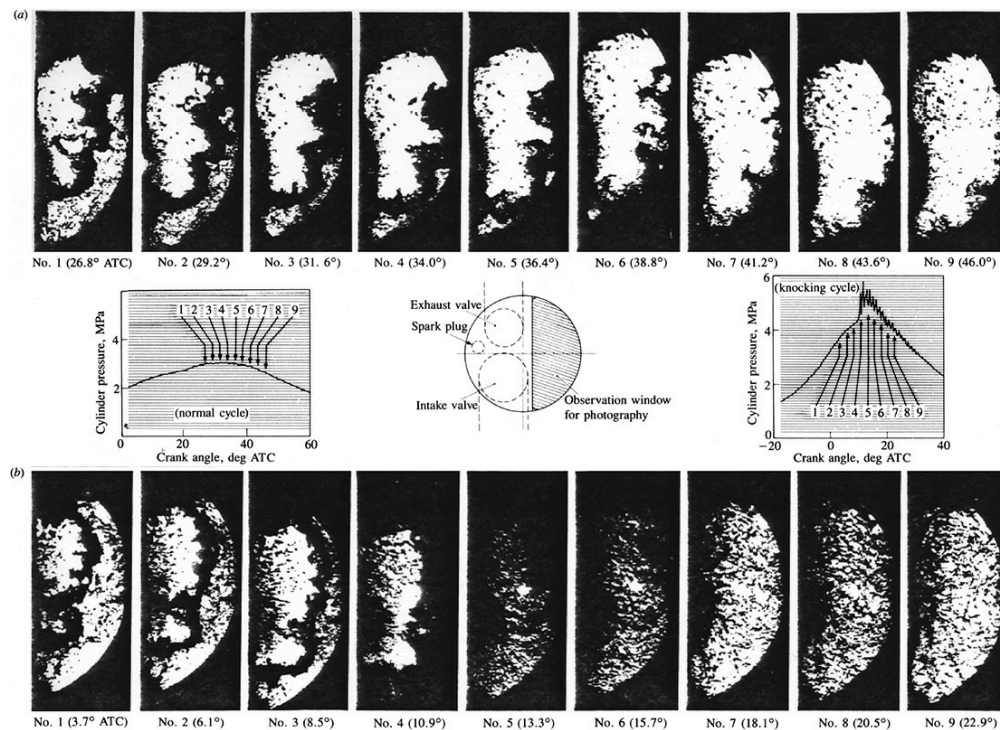 (a)
No. 1 (26.8° ATC) No. 2 (29.2°) No. 3 (31. 6°) No. 4 (34.0°) No. 5 (36.4°) No. 6 (38.8°) No. 7 (41.2°) No. 8 (43.6°) No. 9 (46.0°)
Cylinder pressure, MPa
4
2
0
1 2 3 4 5 6 7 8 9
(normal cycle)
0 20 40 60
Crank angle, deg ATC
Exhaust valve
Spark plug
Intake valve
Observation window
for photography
Cylinder pressure, MPa
6
4
2
0
(knocking cycle)
1 2 3 4 5 6 7 8 9
−20 0 20 40
Crank angle, deg ATC
(b)
No. 1 (3.7° ATC) No. 2 (6.1°) No. 3 (8.5°) No. 4 (10.9°) No. 5 (13.3°) No. 6 (15.7°) No. 7 (18.1°) No. 8 (20.5°) No. 9 (22.9°)